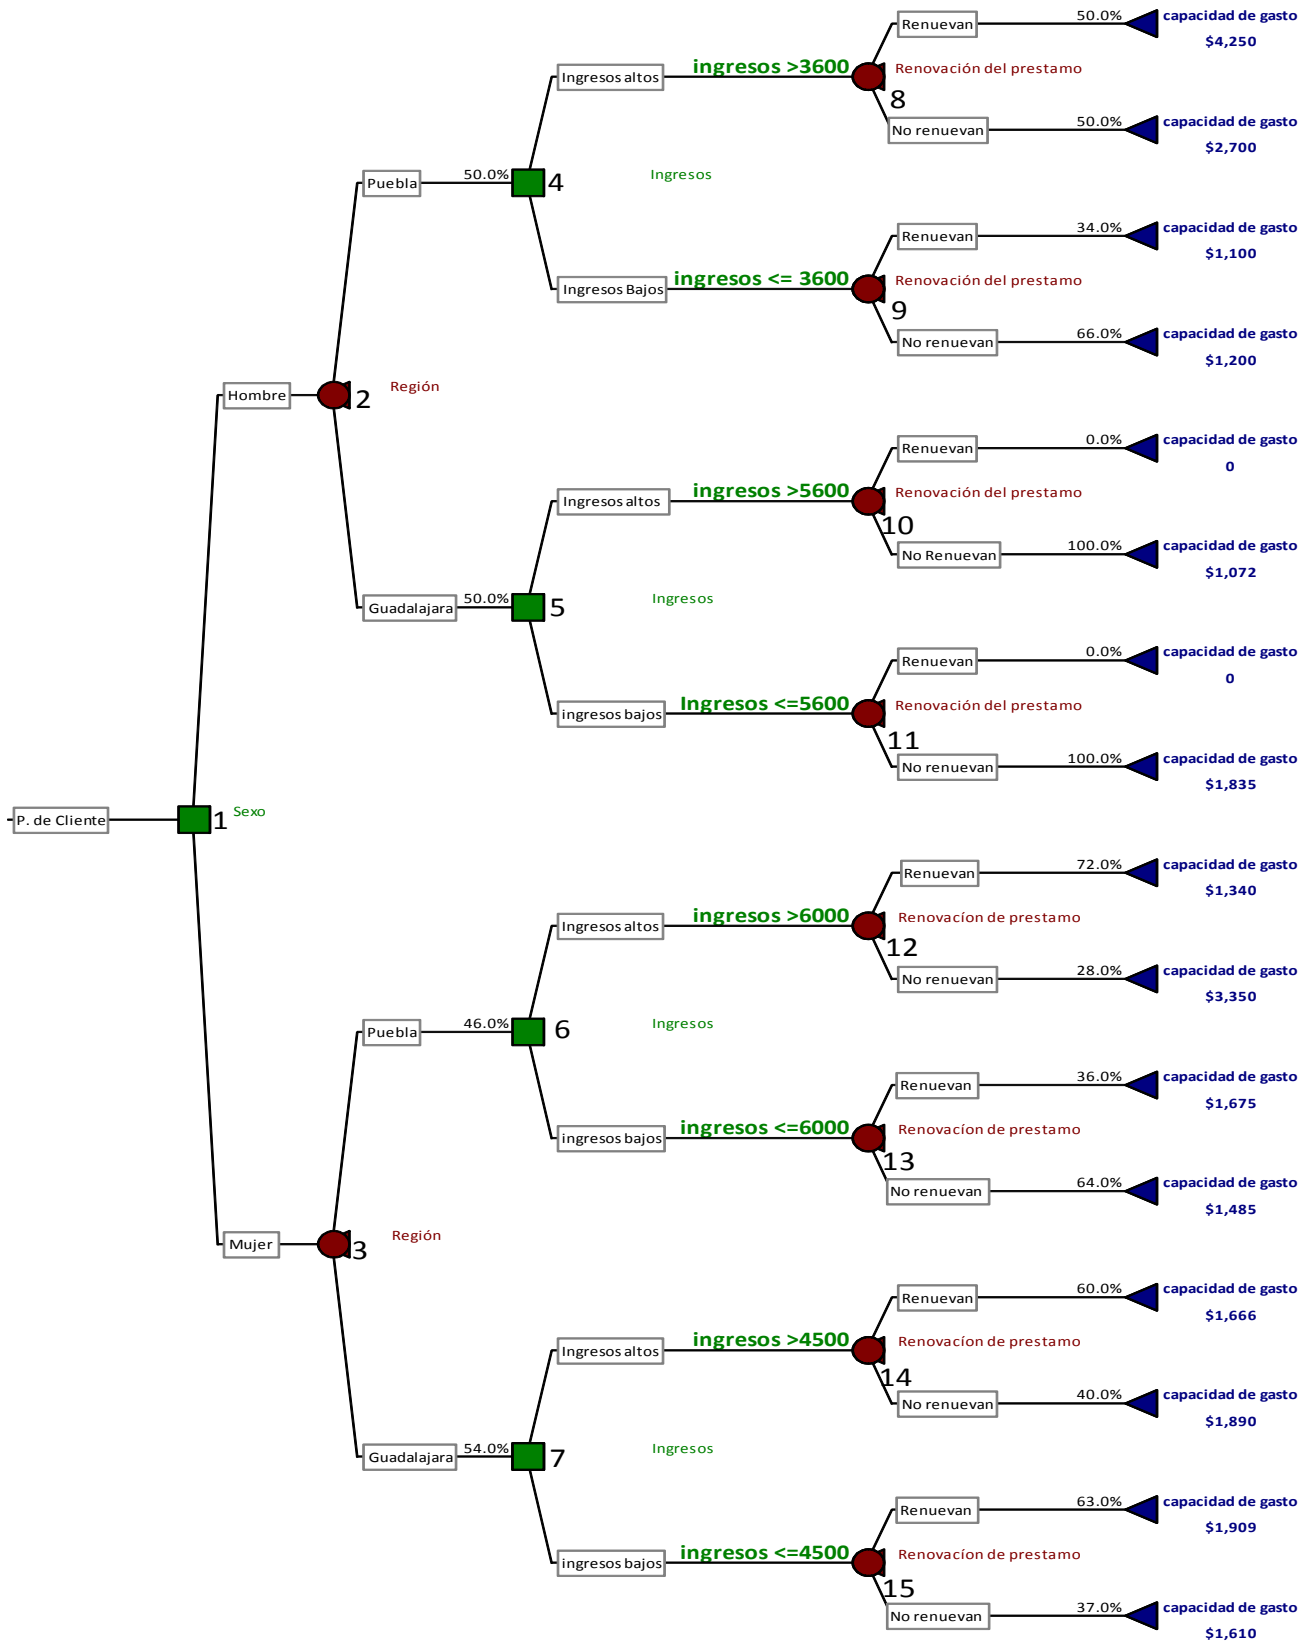 Renuevan 50.0% capacidad de gasto
$4,250
Ingresos altos ingresos >3600 Renovación del prestamo
8
No renuevan 50.0% capacidad de gasto
$2,700
Puebla 50.0% 4 Ingresos
Renuevan 34.0% capacidad de gasto
$1,100
Ingresos Bajos ingresos <= 3600 Renovación del prestamo
9
No renuevan 66.0% capacidad de gasto
$1,200
Hombre 2 Región
Renuevan 0.0% capacidad de gasto
0
Ingresos altos ingresos >5600 Renovación del prestamo
10
No Renuevan 100.0% capacidad de gasto
$1,072
Guadalajara 50.0% 5 Ingresos
Renuevan 0.0% capacidad de gasto
0
ingresos bajos Ingresos <=5600 Renovación del prestamo
11
No renuevan 100.0% capacidad de gasto
$1,835
P. de Cliente 1 Sexo
Renuevan 72.0% capacidad de gasto
$1,340
Ingresos altos ingresos >6000 Renovacíon de prestamo
12
No renuevan 28.0% capacidad de gasto
$3,350
Puebla 46.0% 6 Ingresos
Renuevan 36.0% capacidad de gasto
$1,675
ingresos bajos ingresos <=6000 Renovacíon de prestamo
13
No renuevan 64.0% capacidad de gasto
$1,485
Mujer 3 Región
Renuevan 60.0% capacidad de gasto
$1,666
Ingresos altos ingresos >4500 Renovacíon de prestamo
14
No renuevan 40.0% capacidad de gasto
$1,890
Guadalajara 54.0% 7 Ingresos
Renuevan 63.0% capacidad de gasto
$1,909
ingresos bajos ingresos <=4500 Renovacíon de prestamo
15
No renuevan 37.0% capacidad de gasto
$1,610